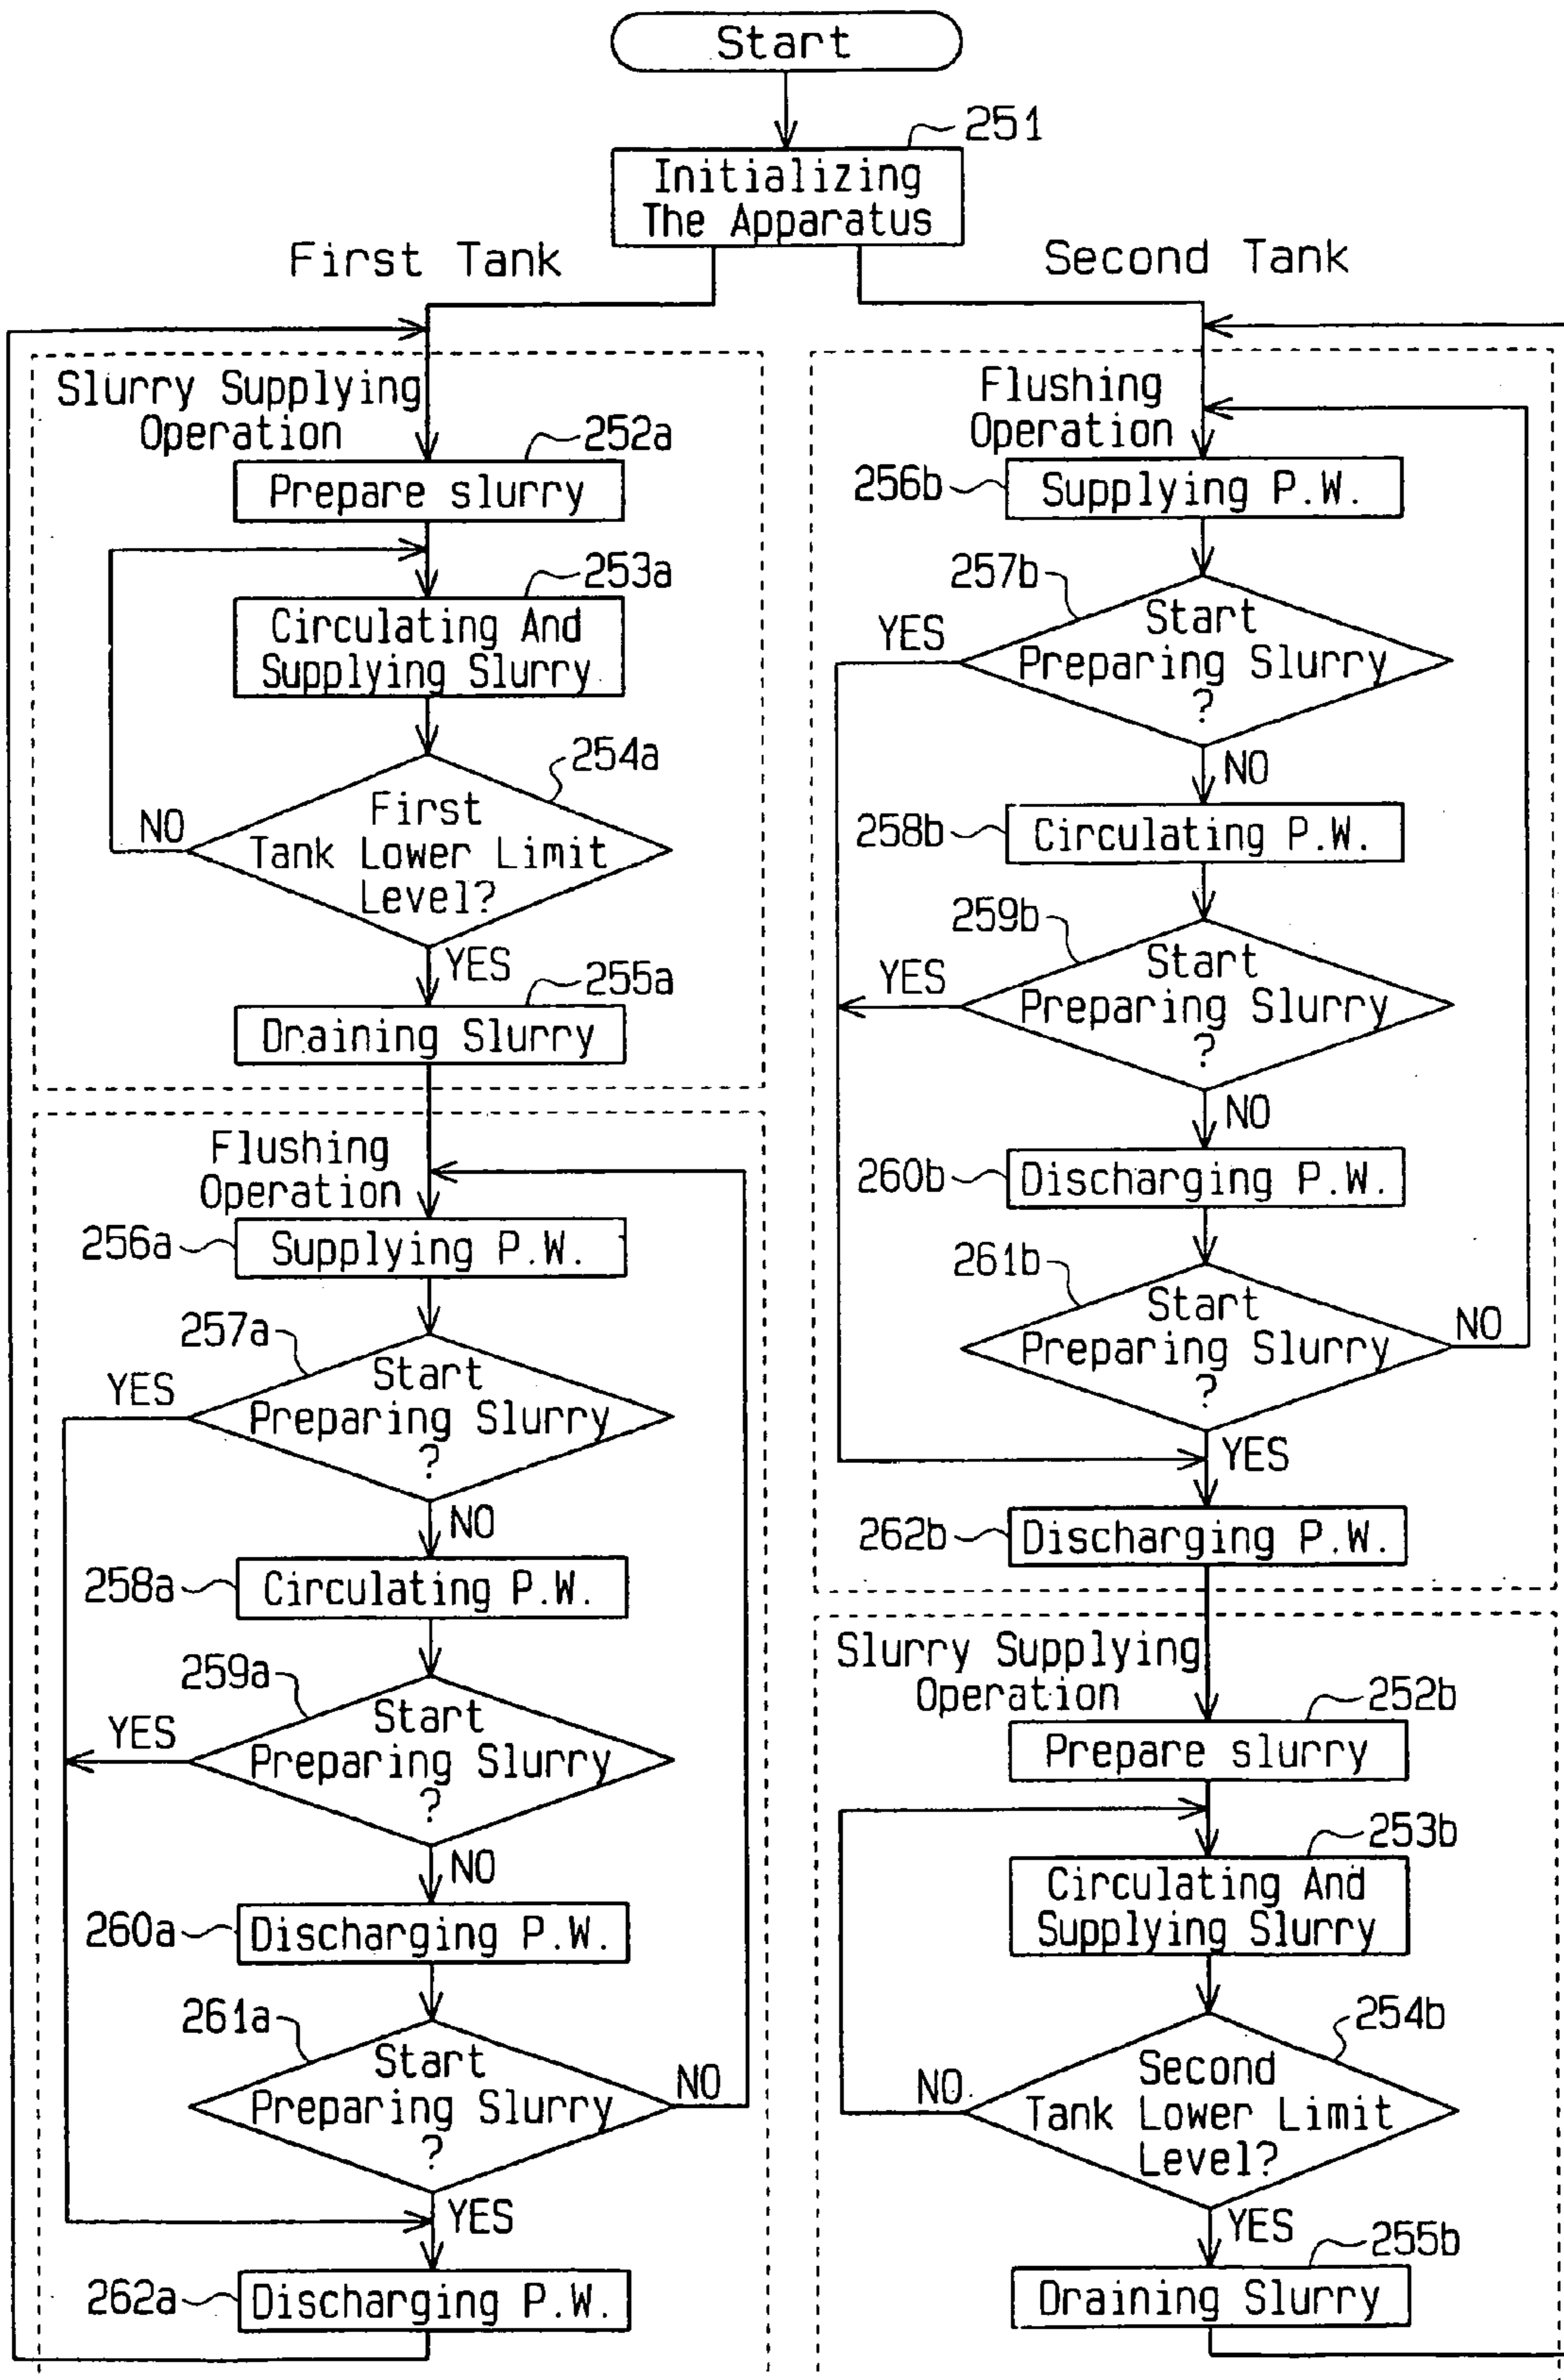 Start
251
Initializing
The Apparatus
First Tank
Slurry Supplying
Operation
252a
Prepare slurry
253a
Circulating And
Supplying Slurry
254a
First
Tank Lower Limit
Level?
NO
YES
255a
Draining Slurry
Flushing
Operation
256a
Supplying P.W.
257a
Start
Preparing Slurry
?
YES
NO
258a
Circulating P.W.
259a
Start
Preparing Slurry
?
YES
NO
260a
Discharging P.W.
261a
Start
Preparing Slurry
?
NO
YES
262a
Discharging P.W.
Second Tank
Flushing
Operation
256b
Supplying P.W.
257b
Start
Preparing Slurry
?
YES
NO
258b
Circulating P.W.
259b
Start
Preparing Slurry
?
YES
NO
260b
Discharging P.W.
261b
Start
Preparing Slurry
?
NO
YES
262b
Discharging P.W.
Slurry Supplying
Operation
252b
Prepare slurry
253b
Circulating And
Supplying Slurry
254b
Second
Tank Lower Limit
Level?
NO
YES
255b
Draining Slurry